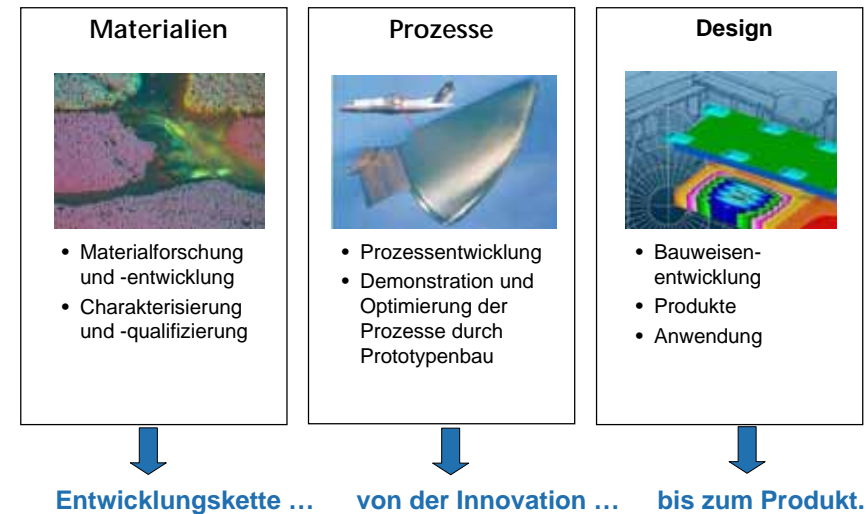 Materialien
• Materialforschung
und -entwicklung
• Charakterisierung
und -qualifizierung
Prozesse
• Prozessentwicklung
• Demonstration und
Optimierung der
Prozesse durch
Prototypenbau
Design
• Bauweisen-
entwicklung
• Produkte
• Anwendung
Entwicklungskette … von der Innovation … bis zum Produkt.